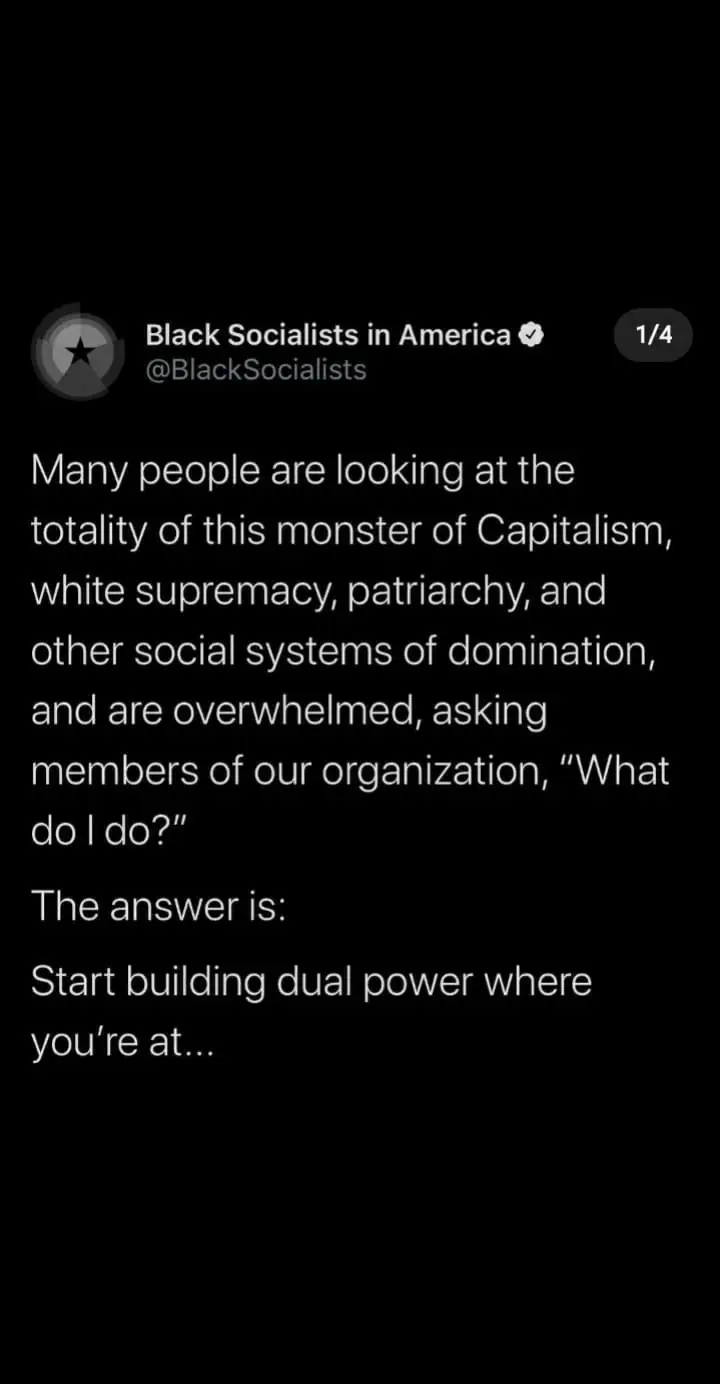 Black Socialists in America
@BlackSocialists
1/4
Many people are looking at the
totality of this monster of Capitalism,
white supremacy, patriarchy, and
other social systems of domination,
and are overwhelmed, asking
members of our organization, “What
do I do?”
The answer is:
Start building dual power where
you’re at...